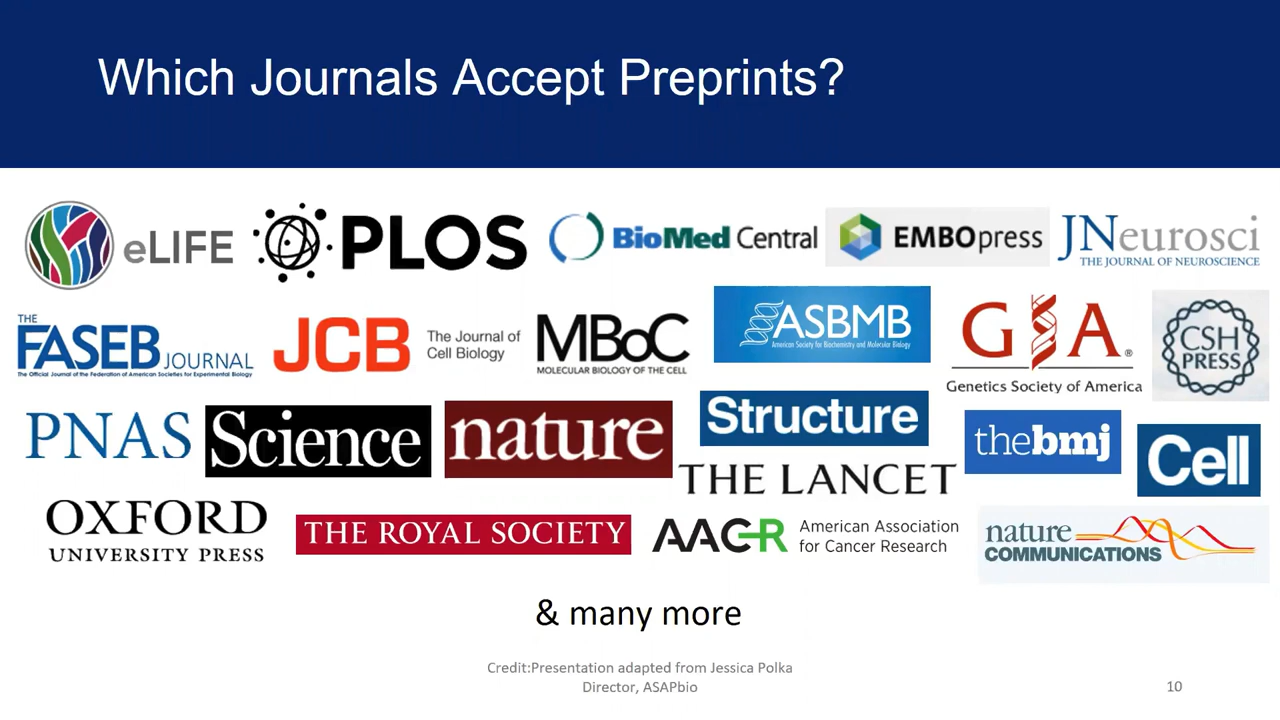 Which Journals Accept Preprints?
eLIFE
PLOS
BioMed Central
EMBOpress
JNeurosci
THE JOURNAL OF NEUROSCIENCE
THE
FASEB JOURNAL
The Official Journal of the Federation of American Societies for Experimental Biology
JCB
The Journal of
Cell Biology
MBoC
MOLECULAR BIOLOGY OF THE CELL
ASBMB
American Society for Biochemistry and Molecular Biology
G A ®
Genetics Society of America
CSH
PRESS
PNAS
Science
nature
Structure
THE LANCET
thebmj
Cell
OXFORD
UNIVERSITY PRESS
THE ROYAL SOCIETY
AACR
American Association
for Cancer Research
nature
COMMUNICATIONS
& many more
Credit:Presentation adapted from Jessica Polka
Director, ASAPbio
10